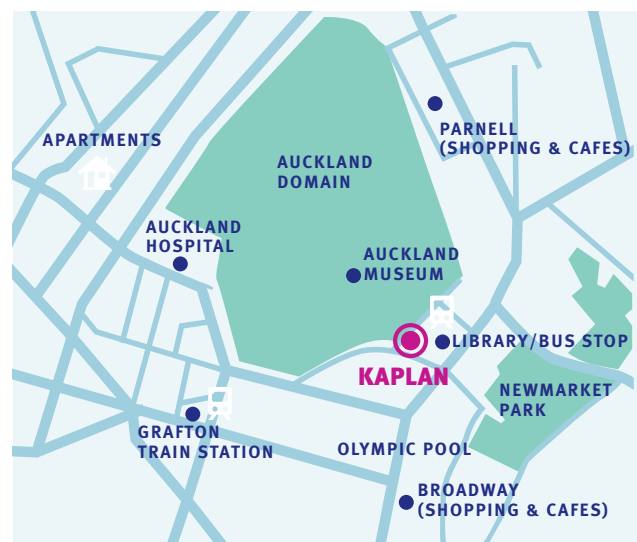 APARTMENTS
PARNELL
(SHOPPING & CAFES)
AUCKLAND
DOMAIN
AUCKLAND
HOSPITAL
AUCKLAND
MUSEUM
LIBRARY/BUS STOP
KAPLAN
NEWMARKET
PARK
GRAFTON
TRAIN STATION
OLYMPIC POOL
BROADWAY
(SHOPPING & CAFES)